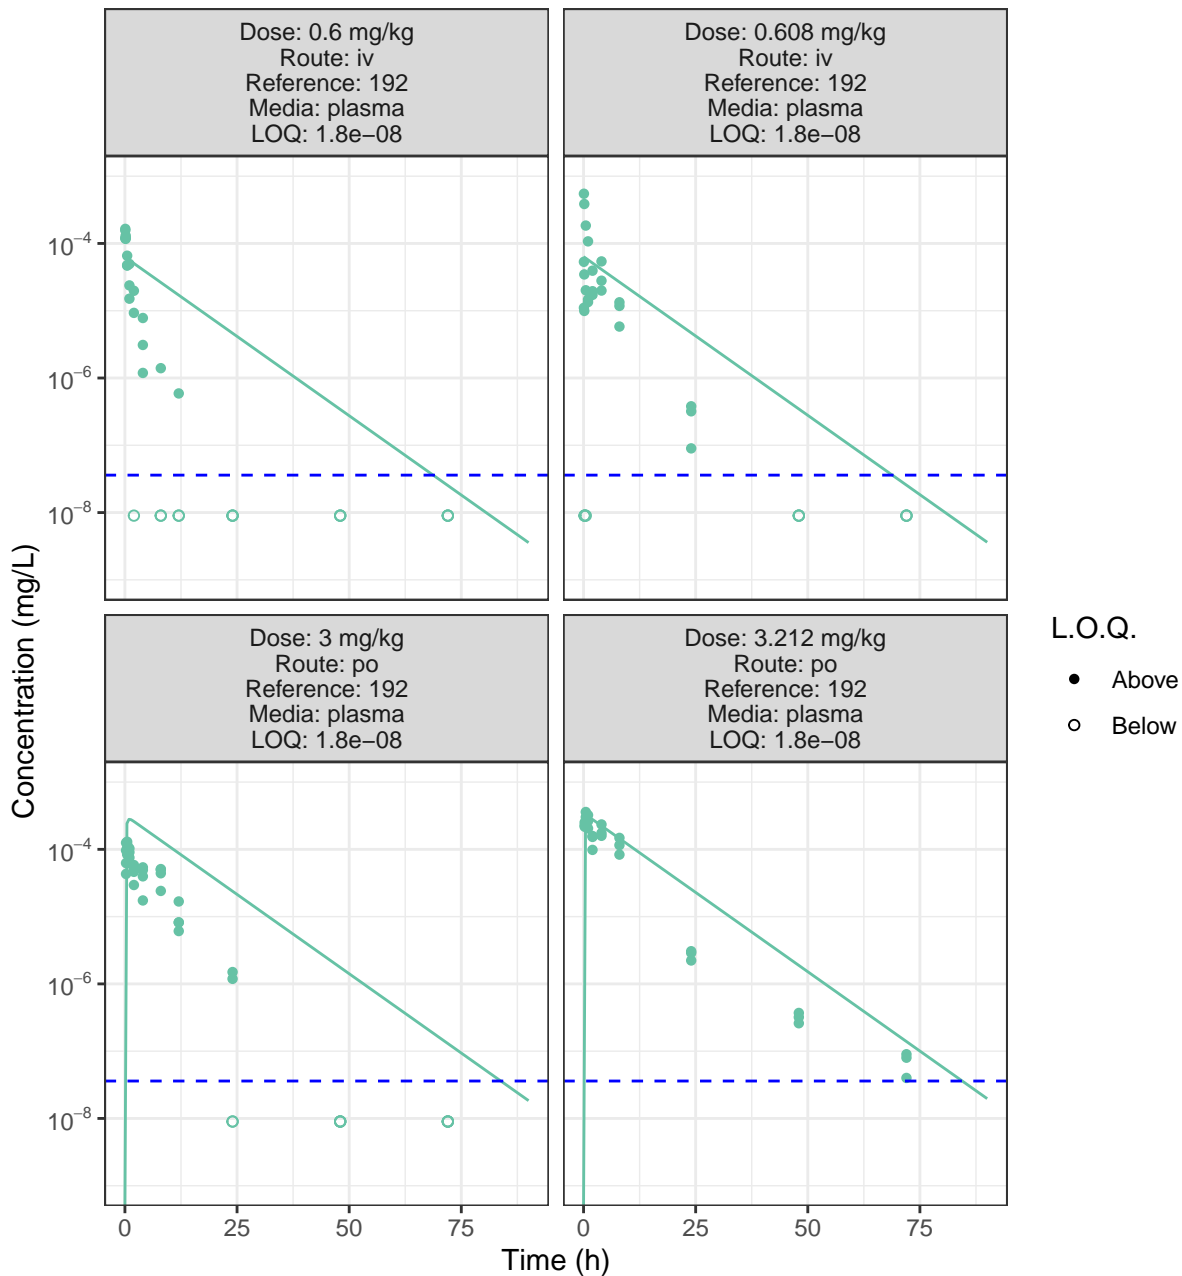 Dose: 0.6 mg/kg
Route: iv
Reference: 192
Media: plasma
LOQ: 1.8e−08
Dose: 0.608 mg/kg
Route: iv
Reference: 192
Media: plasma
LOQ: 1.8e−08
10−4
10−6
10−8
Dose: 3 mg/kg
Route: po
Reference: 192
Media: plasma
LOQ: 1.8e−08
Dose: 3.212 mg/kg
Route: po
Reference: 192
Media: plasma
LOQ: 1.8e−08
10−4
10−6
10−8
0 25 50 75
0 25 50 75
Time (h)
Concentration (mg/L)
L.O.Q.
Above
Below